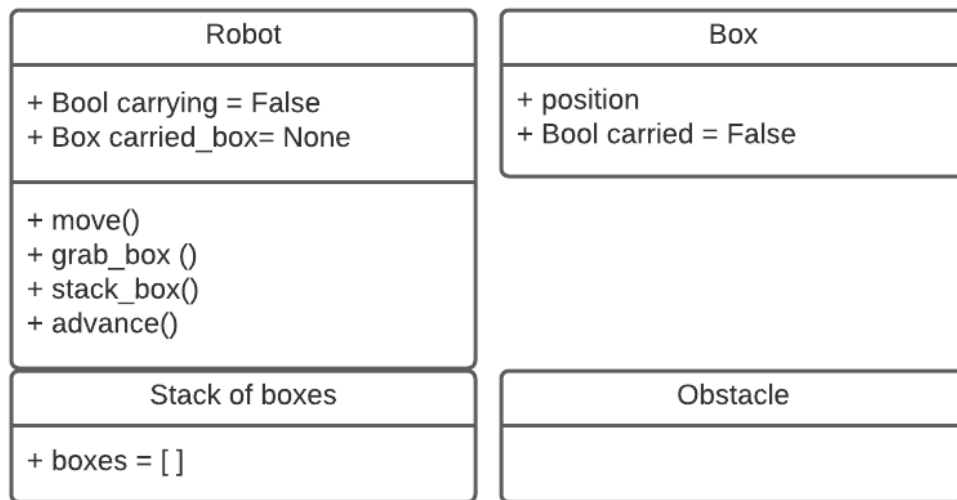 Robot
+ Bool carrying = False
+ Box carried_box= None
+ move()
+ grab_box ()
+ stack_box()
+ advance()
Box
+ position
+ Bool carried = False
Stack of boxes
+ boxes = [ ]
Obstacle